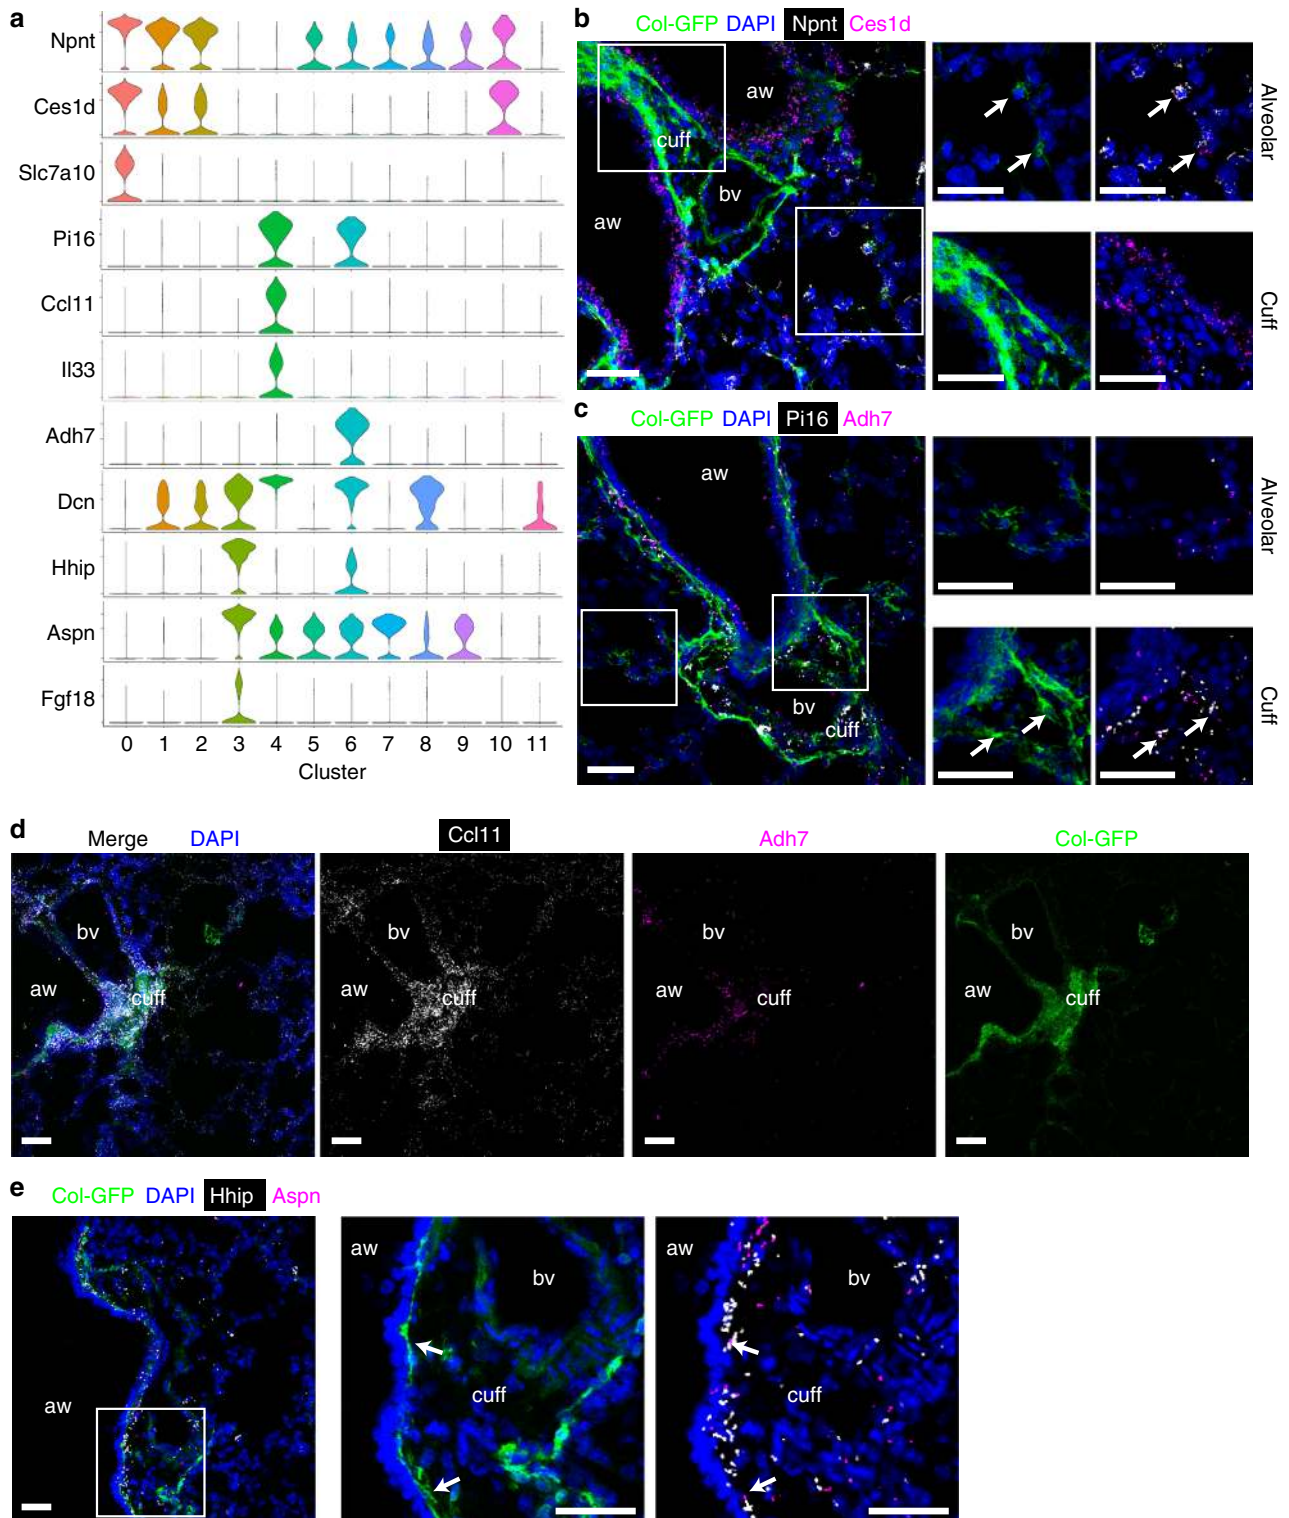 a
Npnt
Ces1d
Slc7a10
Pi16
Ccl11
Il33
Adh7
Dcn
Hhip
Aspn
Fgf18
0 1 2 3 4 5 6 7 8 9 10 11
Cluster
b
Col-GFP DAPI Npnt Ces1d
aw
cuff
bv
aw
Alveolar
Cuff
c
Col-GFP DAPI Pi16 Adh7
aw
bv
cuff
Alveolar
Cuff
d
Merge DAPI Ccl11 Adh7 Col-GFP
bv
aw
cuff
bv
aw
cuff
bv
aw
cuff
bv
aw
cuff
e
Col-GFP DAPI Hhip Aspn
aw
aw
bv
cuff
aw
bv
cuff